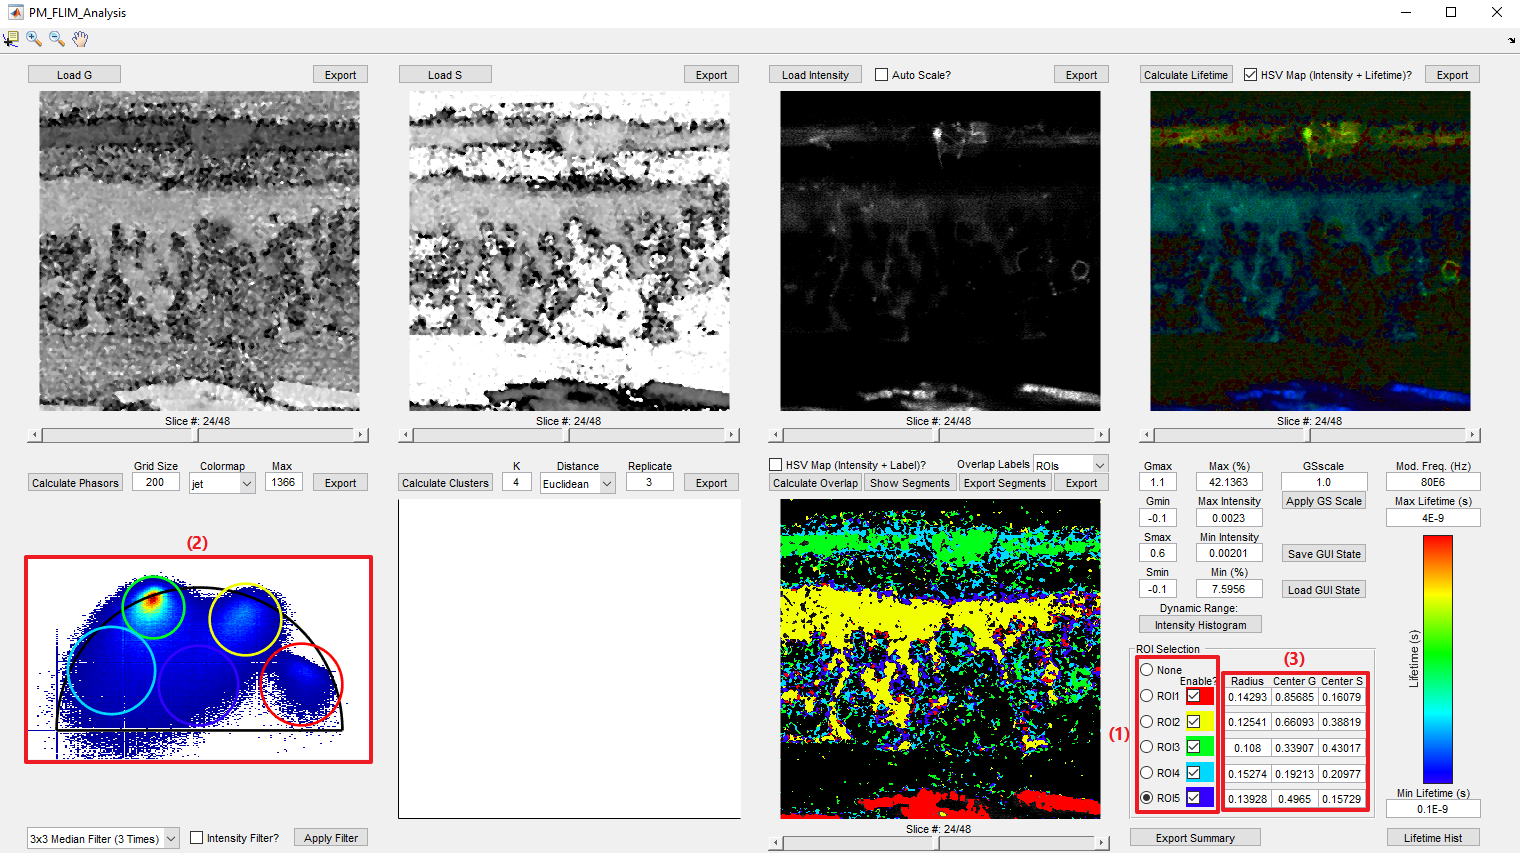 PM_FLIM_Analysis
Load G
Export
Load S
Export
Load Intensity
Auto Scale?
Export
Calculate Lifetime
HSV Map (Intensity + Lifetime)?
Export
Slice #: 24/48
Slice #: 24/48
Slice #: 24/48
Slice #: 24/48
Calculate Phasors
Grid Size
200
Colormap
jet
Max
1366
Export
Calculate Clusters
K
4
Distance
Euclidean
Replicate
3
Export
HSV Map (Intensity + Label)?
Overlap Labels
ROIs
Calculate Overlap
Show Segments
Export Segments
Export
Gmax
1.1
Max (%)
42.1363
GSscale
1.0
Mod. Freq. (Hz)
80E6
Gmin
-0.1
Max Intensity
0.0023
Apply GS Scale
Max Lifetime (s)
4E-9
Smax
0.6
Min Intensity
0.00201
Save GUI State
Smin
-0.1
Min (%)
7.5956
Load GUI State
Dynamic Range:
Intensity Histogram
(2)
ROI Selection
(3)
None
Enable?
Radius Center G Center S
ROI1 0.14293 0.85685 0.16079
ROI2 0.12541 0.66093 0.38819
(1)
ROI3 0.108 0.33907 0.43017
ROI4 0.15274 0.19213 0.20977
ROI5 0.13928 0.4965 0.15729
Lifetime (s)
Min Lifetime (s)
0.1E-9
3x3 Median Filter (3 Times)
Intensity Filter?
Apply Filter
Slice #: 24/48
Export Summary
Lifetime Hist